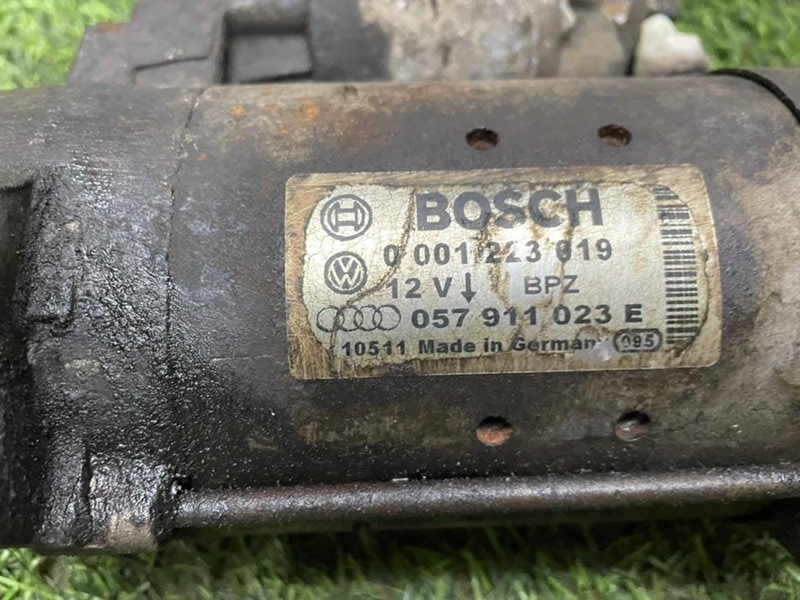 BOSCH
0 001 223 019
12 V↓ BPZ
057 911 023 E
10511 Made in Germany 095